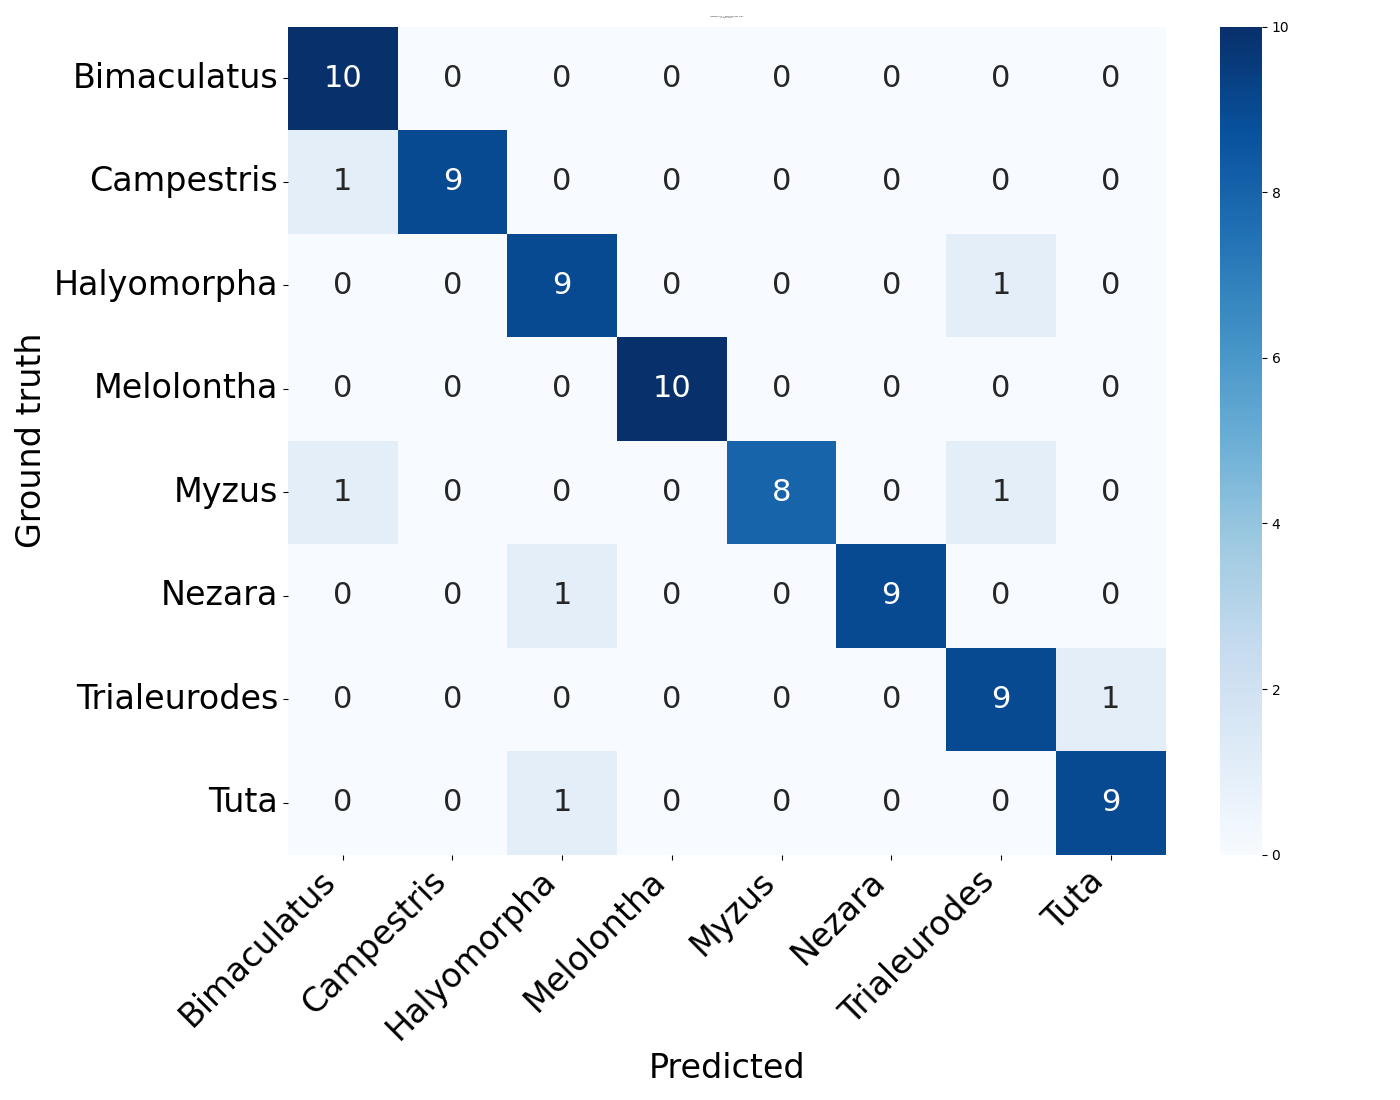 Bimaculatus 10 0 0 0 0 0 0 0
Campestris 1 9 0 0 0 0 0 0
Halyomorpha 0 0 9 0 0 0 1 0
Melolontha 0 0 0 10 0 0 0 0
Myzus 1 0 0 0 8 0 1 0
Nezara 0 0 1 0 0 9 0 0
Trialeurodes 0 0 0 0 0 0 9 1
Tuta 0 0 1 0 0 0 0 9
Ground truth
Bimaculatus Campestris Halyomorpha Melolontha Myzus Nezara Trialeurodes Tuta
Predicted
10
8
6
4
2
0